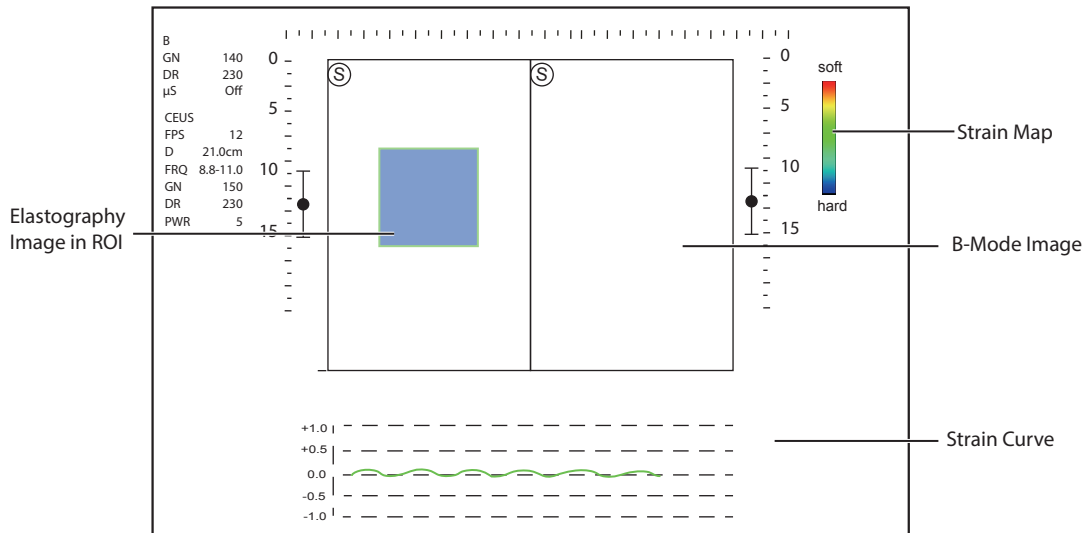 B
GN 140
DR 230
µS Off
CEUS
FPS 12
D 21.0cm
FRQ 8.8-11.0
GN 150
DR 230
PWR 5
0
5
10
15
S
S
0
5
10
15
soft
hard
Strain Map
Elastography
Image in ROI
B-Mode Image
Strain Curve
+1.0
+0.5
0.0
-0.5
-1.0